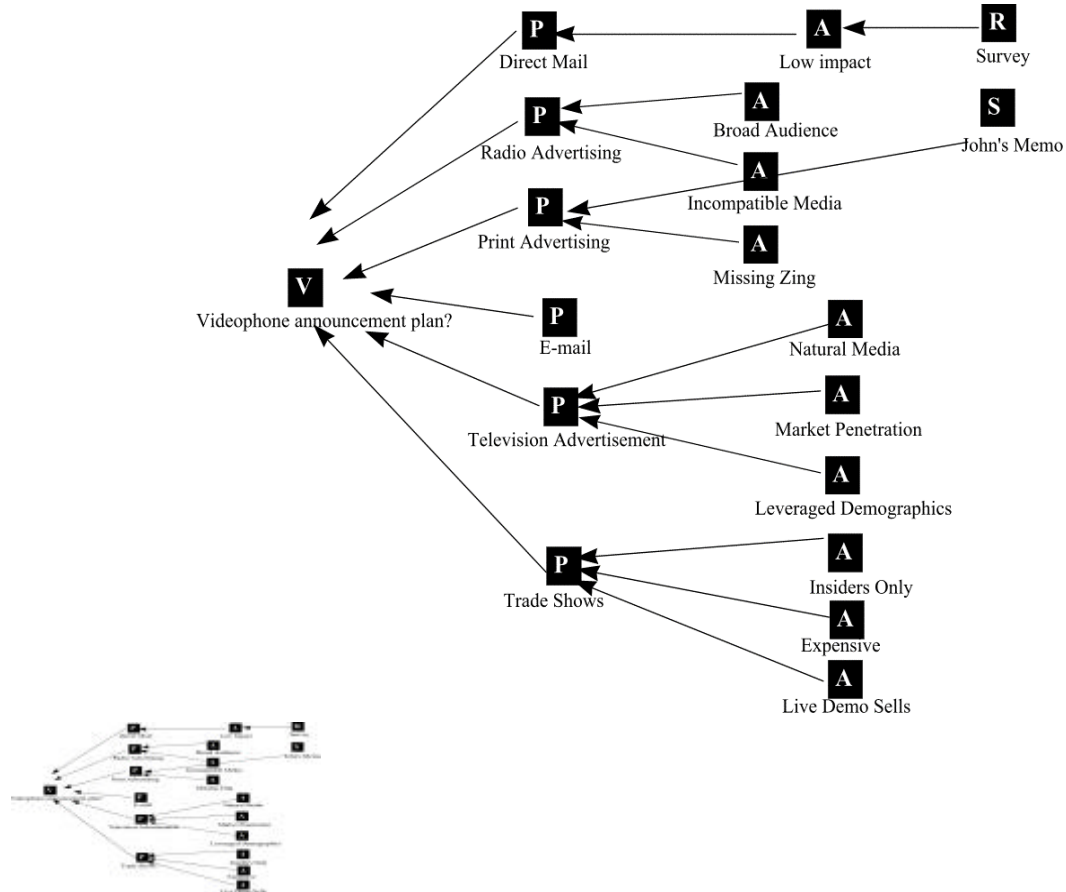 P
Direct Mail
A
Low impact
R
Survey
P
Radio Advertising
A
Broad Audience
S
John's Memo
A
Incompatible Media
P
Print Advertising
A
Missing Zing
V
Videophone announcement plan?
P
E-mail
A
Natural Media
P
Television Advertisement
A
Market Penetration
A
Leveraged Demographics
P
Trade Shows
A
Insiders Only
A
Expensive
A
Live Demo Sells